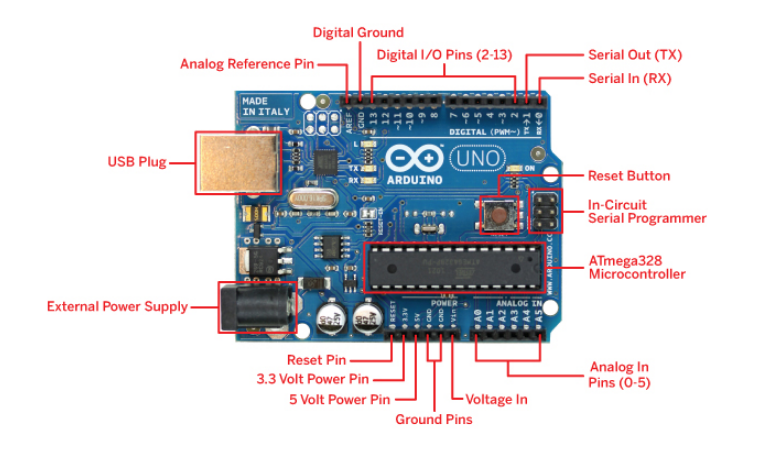 Digital Ground
Analog Reference Pin
Digital I/O Pins (2-13)
Serial Out (TX)
Serial In (RX)
MADE
IN ITALY
AREF
GND
13
12
~11
~10
~9
8
7
~6
~5
4
~3
2
TX→1
RX←0
DIGITAL (PWM~)
L
TX
RX
ARDUINO
UNO
ON
USB Plug
Reset Button
In-Circuit
Serial Programmer
RESET-EN
ATmega328
Microcontroller
WWW.ARDUINO.CC
External Power Supply
POWER
ANALOG IN
RESET
3.3V
5V
GND
GND
Vin
A0
A1
A2
A3
A4
A5
Reset Pin
3.3 Volt Power Pin
5 Volt Power Pin
Ground Pins
Voltage In
Analog In
Pins (0-5)